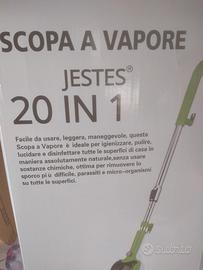 SCOPA A VAPORE
JESTES®
20 IN 1
Facile da usare, leggera, maneggevole, queste
Scopa a Vapore è ideale per igienizzare, pulire,
lucidare e disinfettare tutte le superfici di casa in
maniera assolutamente naturale,senza usare
sostanze chimiche, ottima per rimuovere lo
sporco più difficile, parassiti e micro-organismi
su tutte le superfici.
subito